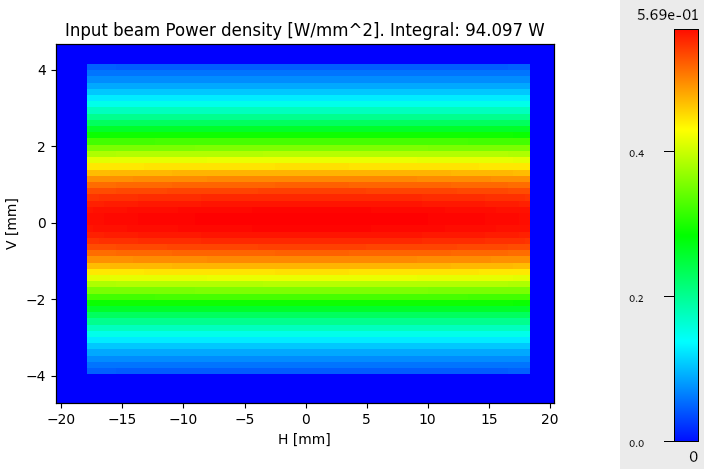 Input beam Power density [W/mm^2]. Integral: 94.097 W
5.69e-01
4
2
0
−2
−4
V [mm]
−20 −15 −10 −5 0 5 10 15 20
H [mm]
0.4
0.2
0.0
0